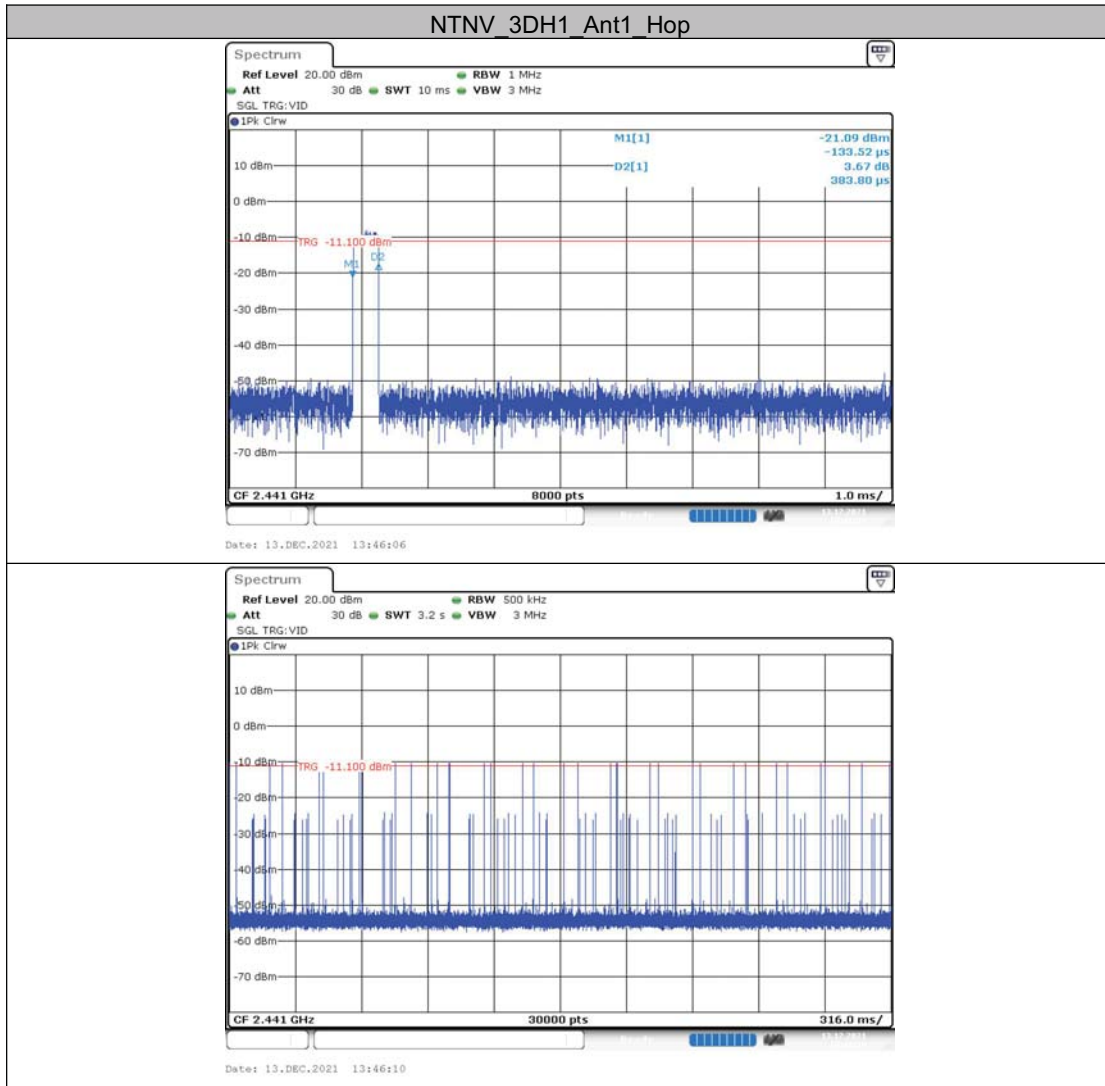 NTNV_3DH1_Ant1_Hop
Spectrum
Ref Level 20.00 dBm RBW 1 MHz
Att 30 dB SWT 10 ms VBW 3 MHz
SGL TRG:VID
1Pk Clrw
M1[1] -21.09 dBm
-133.52 µs
10 dBm D2[1] 3.67 dB
383.80 µs
0 dBm
-10 dBm
TRG -11.100 dBm
M1 D2
-20 dBm
-30 dBm
-40 dBm
-50 dBm
-70 dBm
CF 2.441 GHz 8000 pts 1.0 ms/
Date: 13.DEC.2021 13:46:06
Spectrum
Ref Level 20.00 dBm RBW 500 kHz
Att 30 dB SWT 3.2 s VBW 3 MHz
SGL TRG:VID
1Pk Clrw
10 dBm
0 dBm
-10 dBm
TRG -11.100 dBm
-20 dBm
-30 dBm
-40 dBm
-50 dBm
-60 dBm
-70 dBm
CF 2.441 GHz 30000 pts 316.0 ms/
Date: 13.DEC.2021 13:46:10